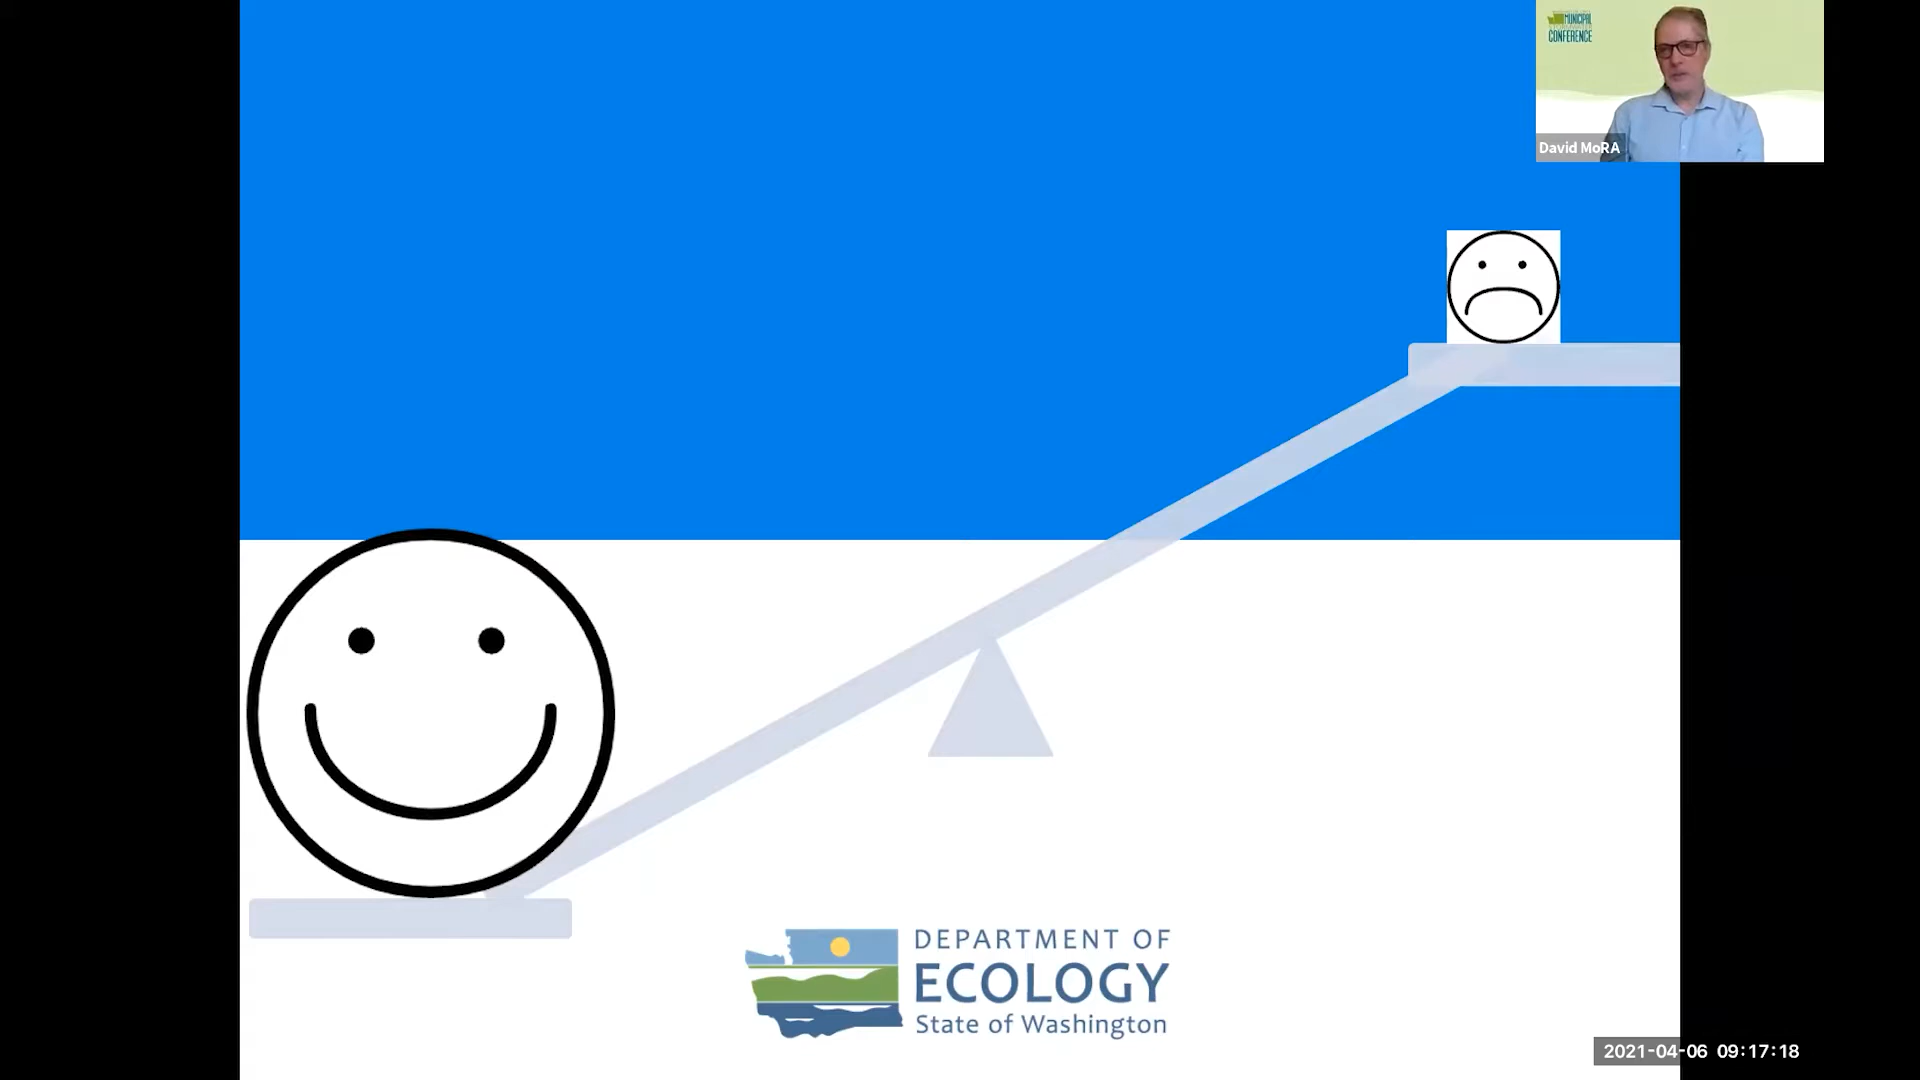 MUNICIPAL
CONFERENCE
David MoRA
DEPARTMENT OF
ECOLOGY
State of Washington
2021-04-06 09:17:18